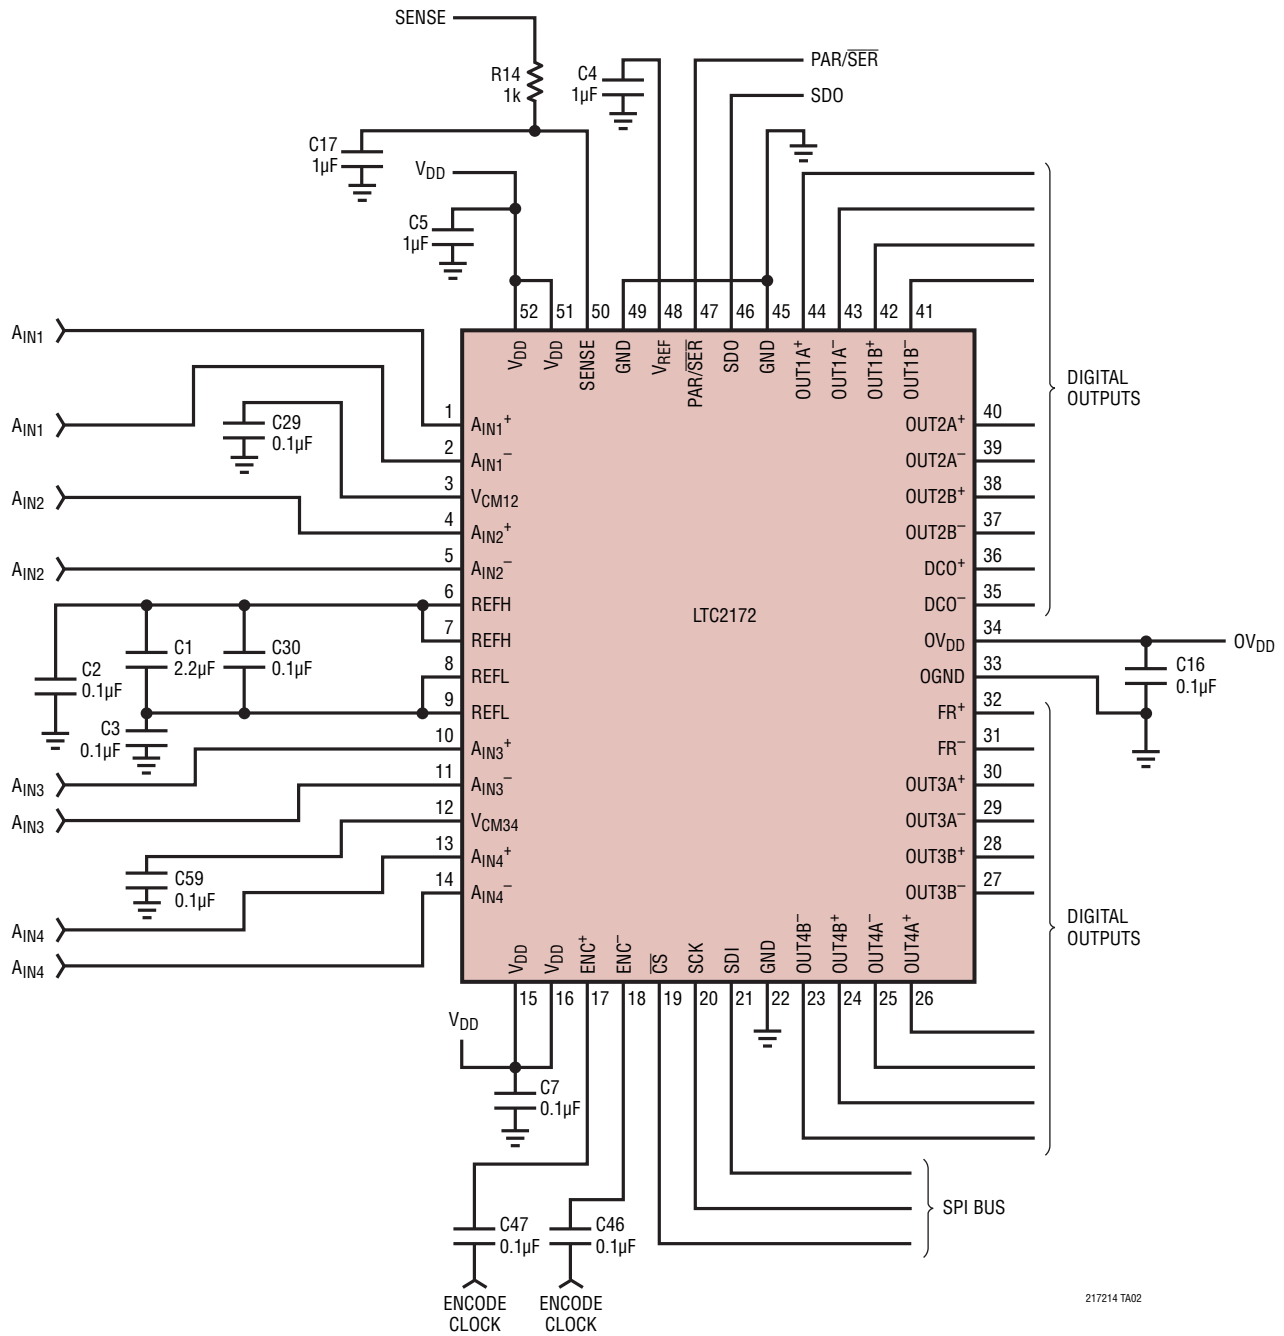 SENSE
R14
1k
C4
1µF
PAR/SER
SDO
C17
1µF
VDD
C5
1µF
52
51
50
49
48
47
46
45
44
43
42
41
VDD
VDD
SENSE
GND
VREF
PAR/SER
SDO
GND
OUT1A+
OUT1A–
OUT1B+
OUT1B–
DIGITAL
OUTPUTS
AIN1
AIN1
C29
0.1µF
AIN2
AIN2
C2
0.1µF
C1
2.2µF
C30
0.1µF
C3
0.1µF
AIN3
AIN3
C59
0.1µF
AIN4
AIN4
1 AIN1+
2 AIN1–
3 VCM12
4 AIN2+
5 AIN2–
6 REFH
7 REFH
8 REFL
9 REFL
10 AIN3+
11 AIN3–
12 VCM34
13 AIN4+
14 AIN4–
LTC2172
OUT2A+ 40
OUT2A– 39
OUT2B+ 38
OUT2B– 37
DCO+ 36
DCO– 35
OVDD 34
OGND 33
FR+ 32
FR– 31
OUT3A+ 30
OUT3A– 29
OUT3B+ 28
OUT3B– 27
OVDD
C16
0.1µF
DIGITAL
OUTPUTS
VDD
VDD
ENC+
ENC–
CS
SCK
SDI
GND
OUT4B–
OUT4B+
OUT4A–
OUT4A+
15
16
17
18
19
20
21
22
23
24
25
26
VDD
C7
0.1µF
C47
0.1µF
C46
0.1µF
SPI BUS
ENCODE
CLOCK
ENCODE
CLOCK
217214 TA02